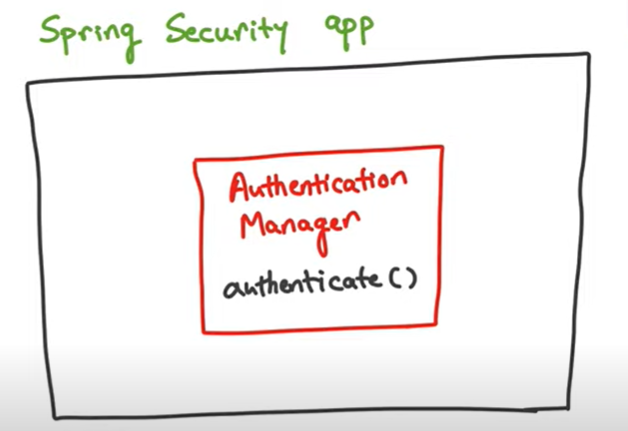 Spring Security app
Authentication
Manager
authenticate()